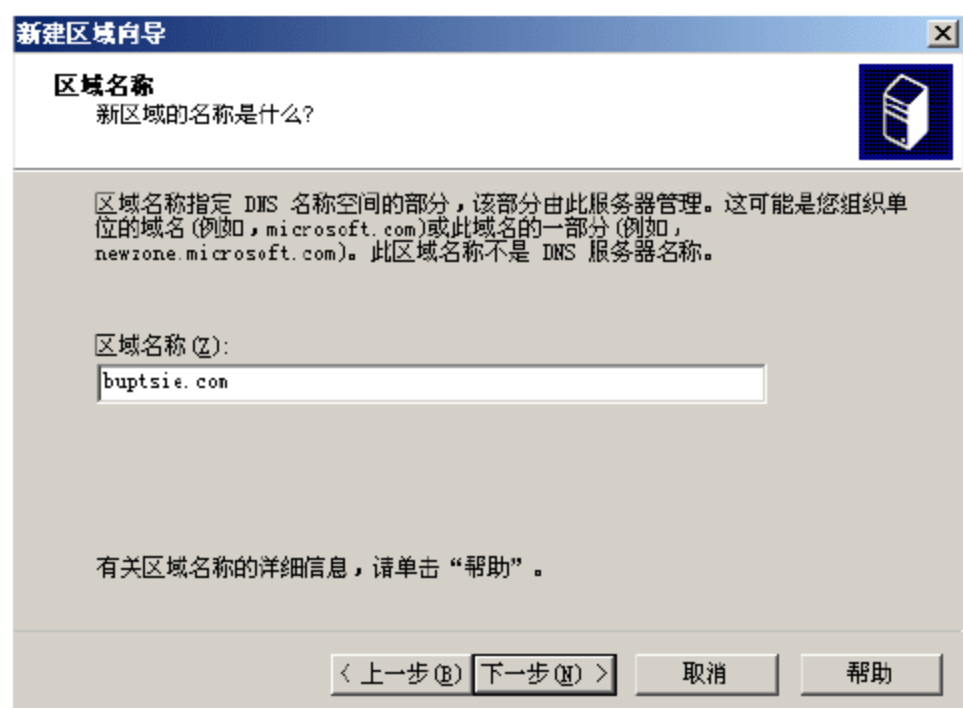 新建区域向导
区域名称
新区域的名称是什么?
区域名称指定 DNS 名称空间的部分，该部分由此服务器管理。这可能是您组织单
位的域名(例如，microsoft.com)或此域名的一部分(例如，
newzone.microsoft.com)。此区域名称不是 DNS 服务器名称。
区域名称(Z):
buptsie.com
有关区域名称的详细信息，请单击“帮助”。
< 上一步(B) 下一步(N) > 取消 帮助